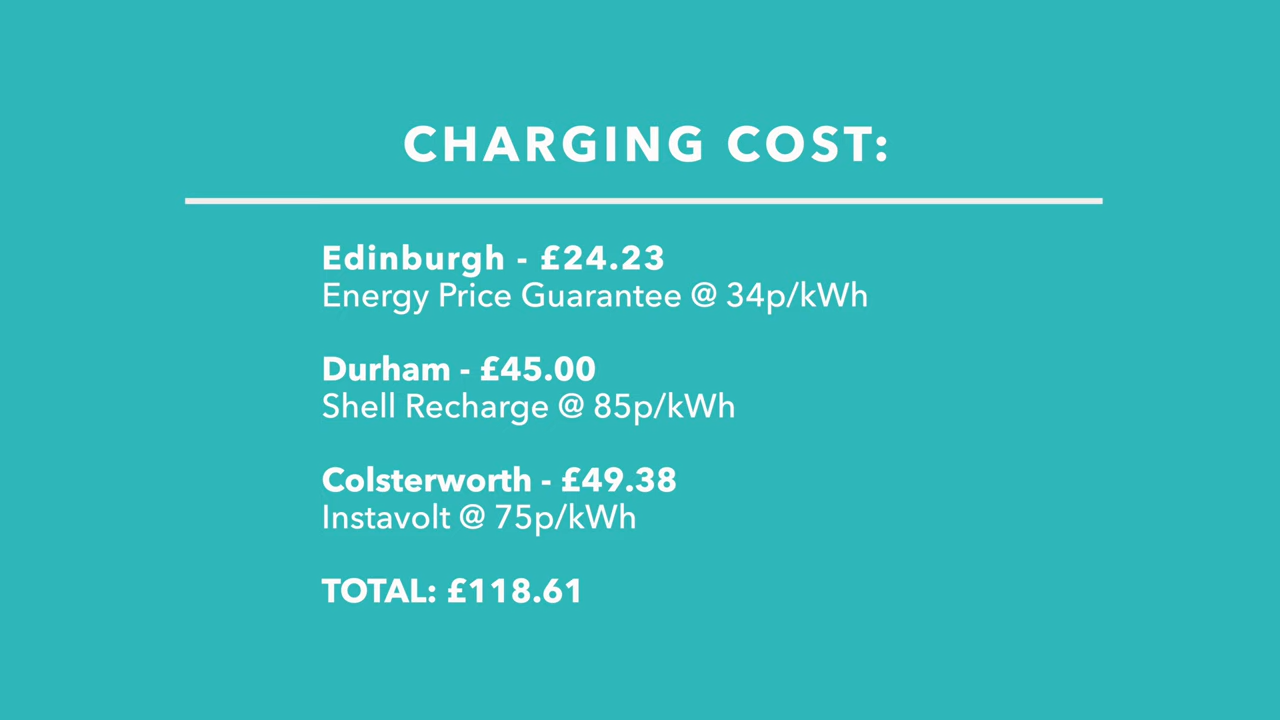 CHARGING COST:
Edinburgh - £24.23
Energy Price Guarantee @ 34p/kWh
Durham - £45.00
Shell Recharge @ 85p/kWh
Colsterworth - £49.38
Instavolt @ 75p/kWh
TOTAL: £118.61